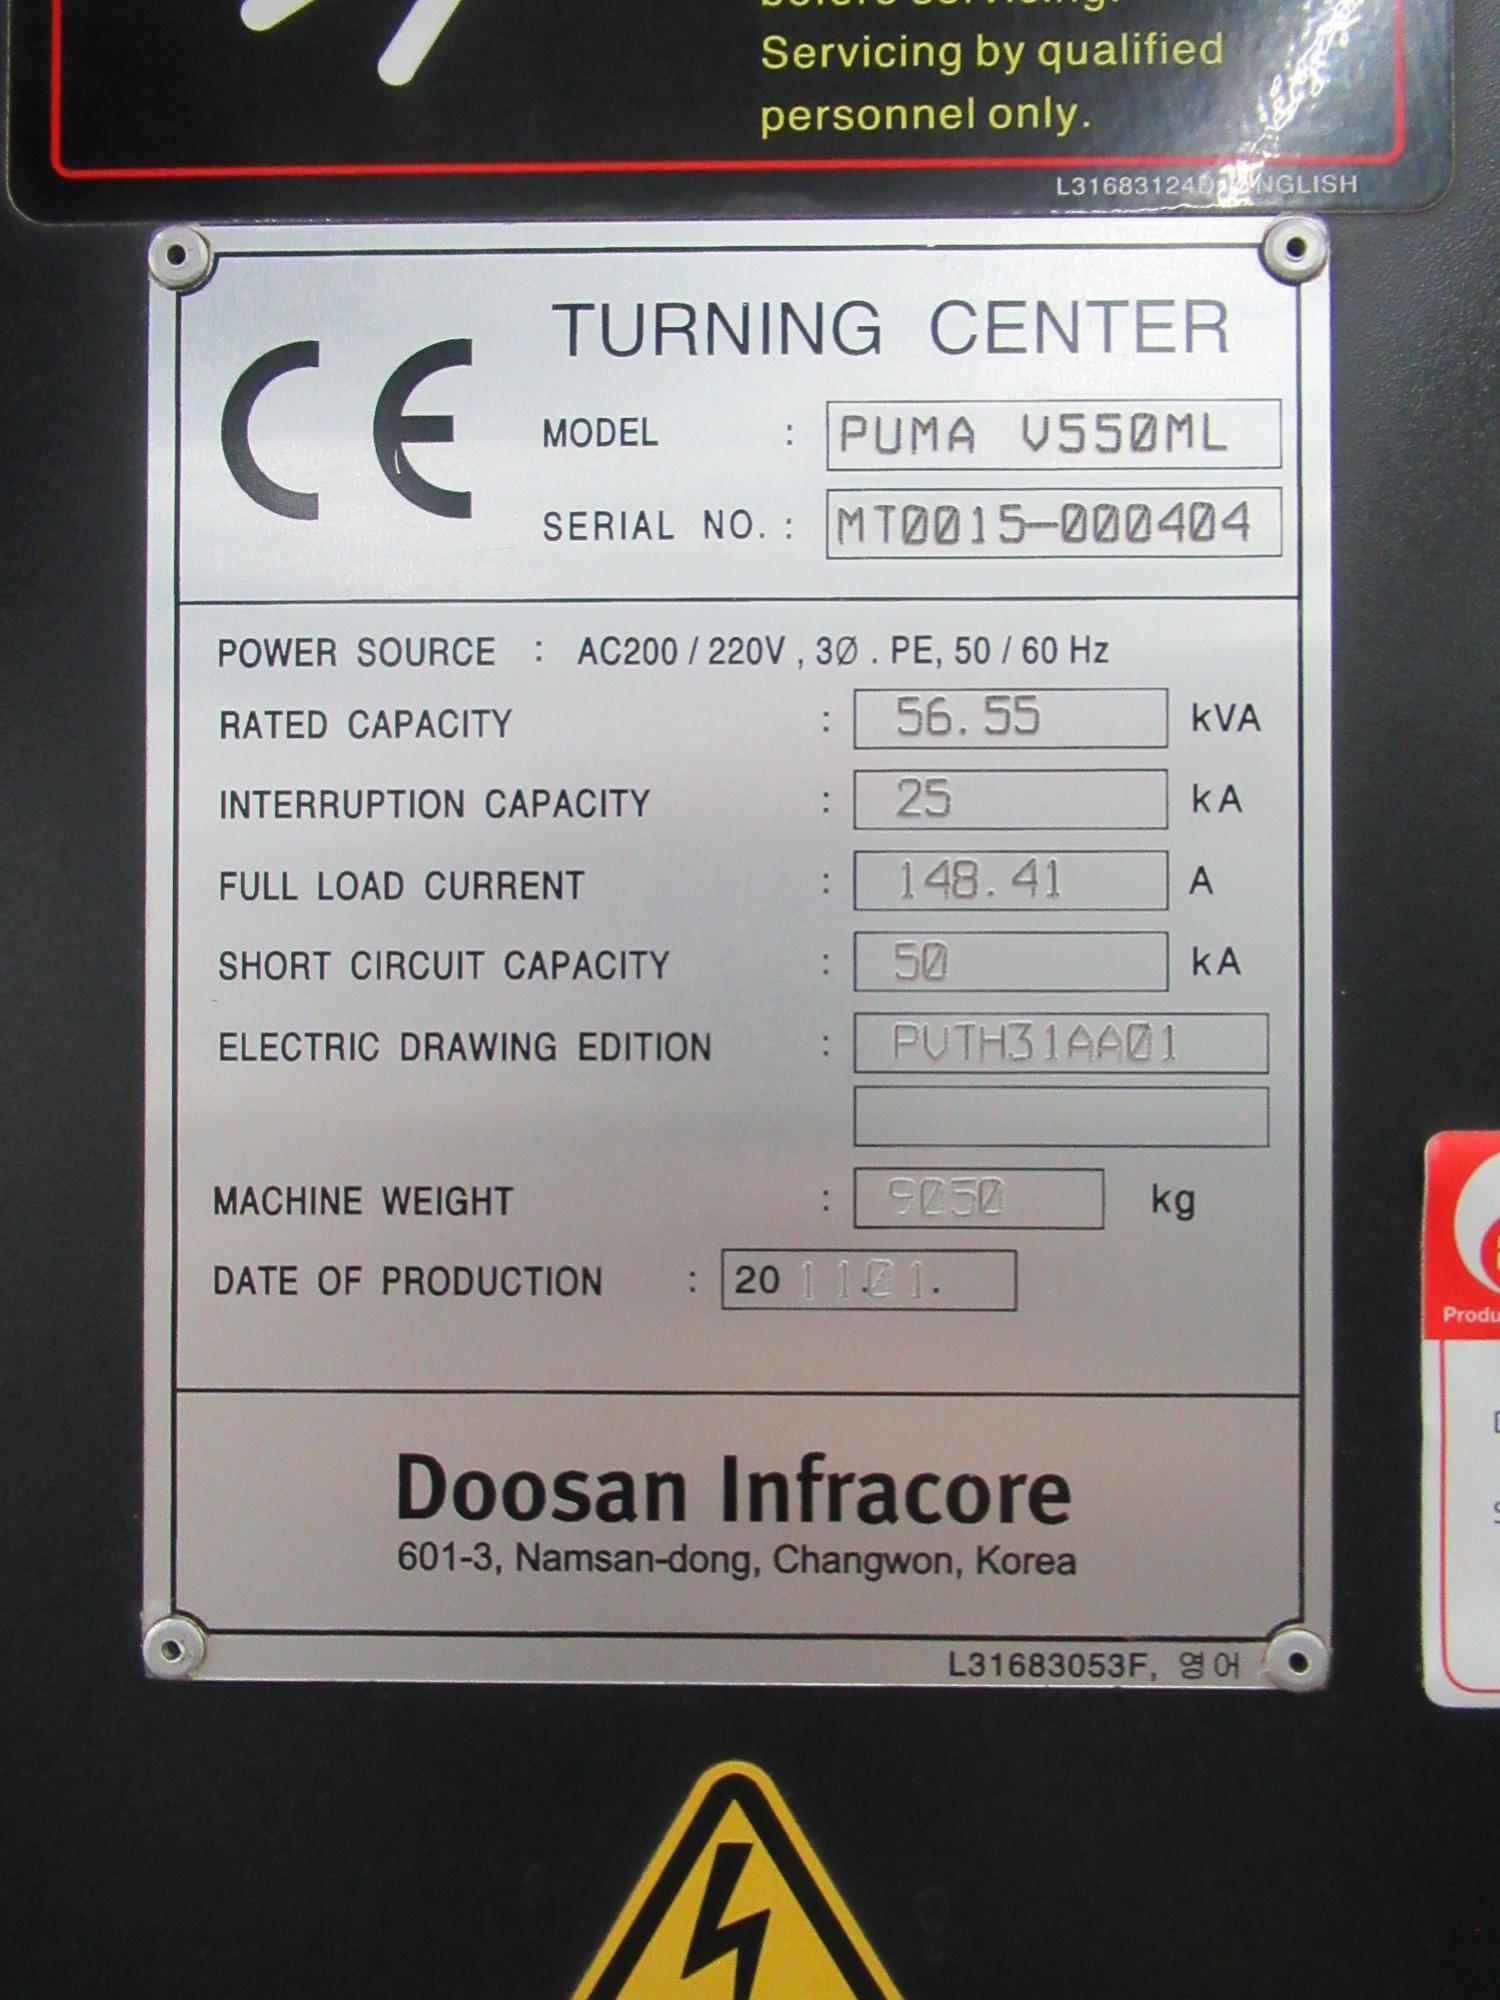 Servicing by qualified
personnel only.
CE
TURNING CENTER
MODEL : PUMA V550ML
SERIAL NO. : MT0015-000404
POWER SOURCE : AC200 / 220V , 3Ø . PE, 50 / 60 Hz
RATED CAPACITY : 56.55 kVA
INTERRUPTION CAPACITY : 25 kA
FULL LOAD CURRENT : 148.41 A
SHORT CIRCUIT CAPACITY : 50 kA
ELECTRIC DRAWING EDITION : PVTH31AA01
MACHINE WEIGHT : 9050 kg
DATE OF PRODUCTION : 20 11.01.
Doosan Infracore
601-3, Namsan-dong, Changwon, Korea
L31683053F, 영어